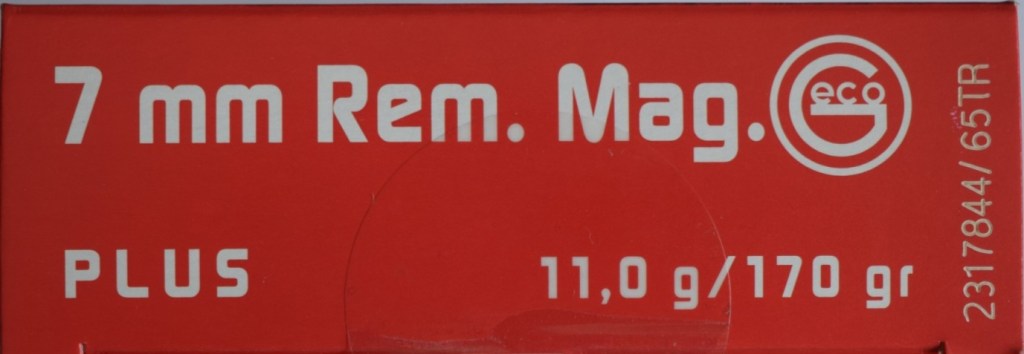 7 mm Rem. Mag.
Geco
PLUS
11,0 g/170 gr
2317844/65TR